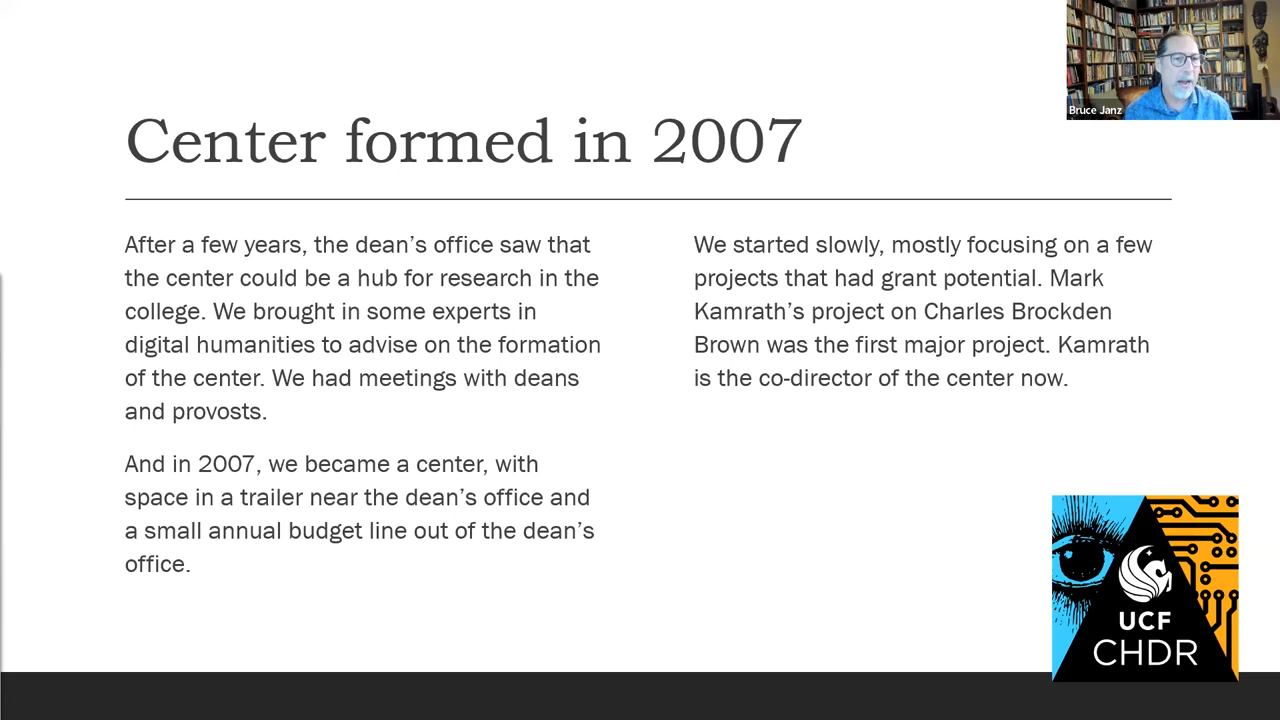 Bruce Janz
Center formed in 2007
After a few years, the dean’s office saw that
the center could be a hub for research in the
college. We brought in some experts in
digital humanities to advise on the formation
of the center. We had meetings with deans
and provosts.
And in 2007, we became a center, with
space in a trailer near the dean’s office and
a small annual budget line out of the dean’s
office.
We started slowly, mostly focusing on a few
projects that had grant potential. Mark
Kamrath’s project on Charles Brockden
Brown was the first major project. Kamrath
is the co-director of the center now.
UCF
CHDR